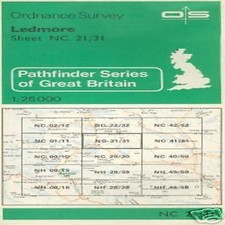 Ordnance Survey
OS
Ledmore
Sheet NC 21/31
Pathfinder Series
of Great Britain
1:25 000
NC 02/12 NC 22/32 NC 42/52
NC 01/11 NC 21/31 NC 41/51
NC 00/10 NC 20/30 NC 40/50
NH 09/19 NH 29/39 NH 49/59
NH 08/18 NH 28/38 NH 48/58
NC